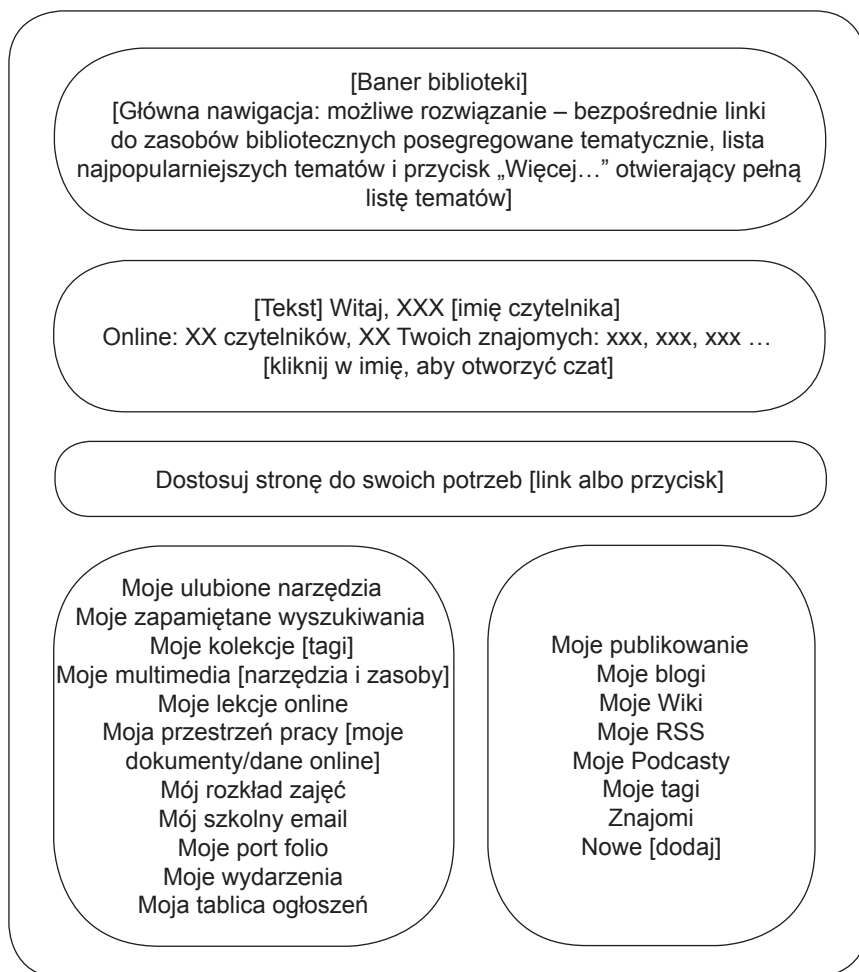 [Baner biblioteki]
[Główna nawigacja: możliwe rozwiązanie – bezpośrednie linki
do zasobów bibliotecznych posegregowane tematycznie, lista
najpopularniejszych tematów i przycisk „Więcej…” otwierający pełną
listę tematów]
[Tekst] Witaj, XXX [imię czytelnika]
Online: XX czytelników, XX Twoich znajomych: xxx, xxx, xxx …
[kliknij w imię, aby otworzyć czat]
Dostosuj stronę do swoich potrzeb [link albo przycisk]
Moje ulubione narzędzia
Moje zapamiętane wyszukiwania
Moje kolekcje [tagi]
Moje multimedia [narzędzia i zasoby]
Moje lekcje online
Moja przestrzeń pracy [moje
dokumenty/dane online]
Mój rozkład zajęć
Mój szkolny email
Moje port folio
Moje wydarzenia
Moja tablica ogłoszeń
Moje publikowanie
Moje blogi
Moje Wiki
Moje RSS
Moje Podcasty
Moje tagi
Znajomi
Nowe [dodaj]